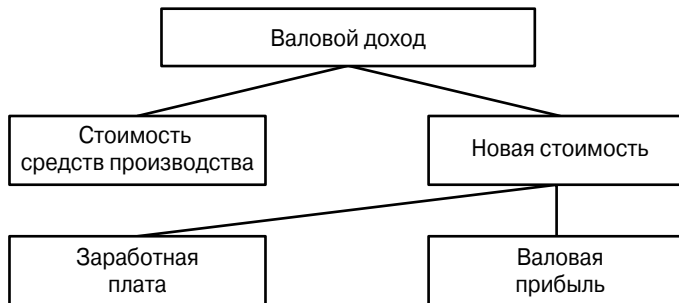 Валовой доход
Стоимость
средств производства
Новая стоимость
Заработная
плата
Валовая
прибыль